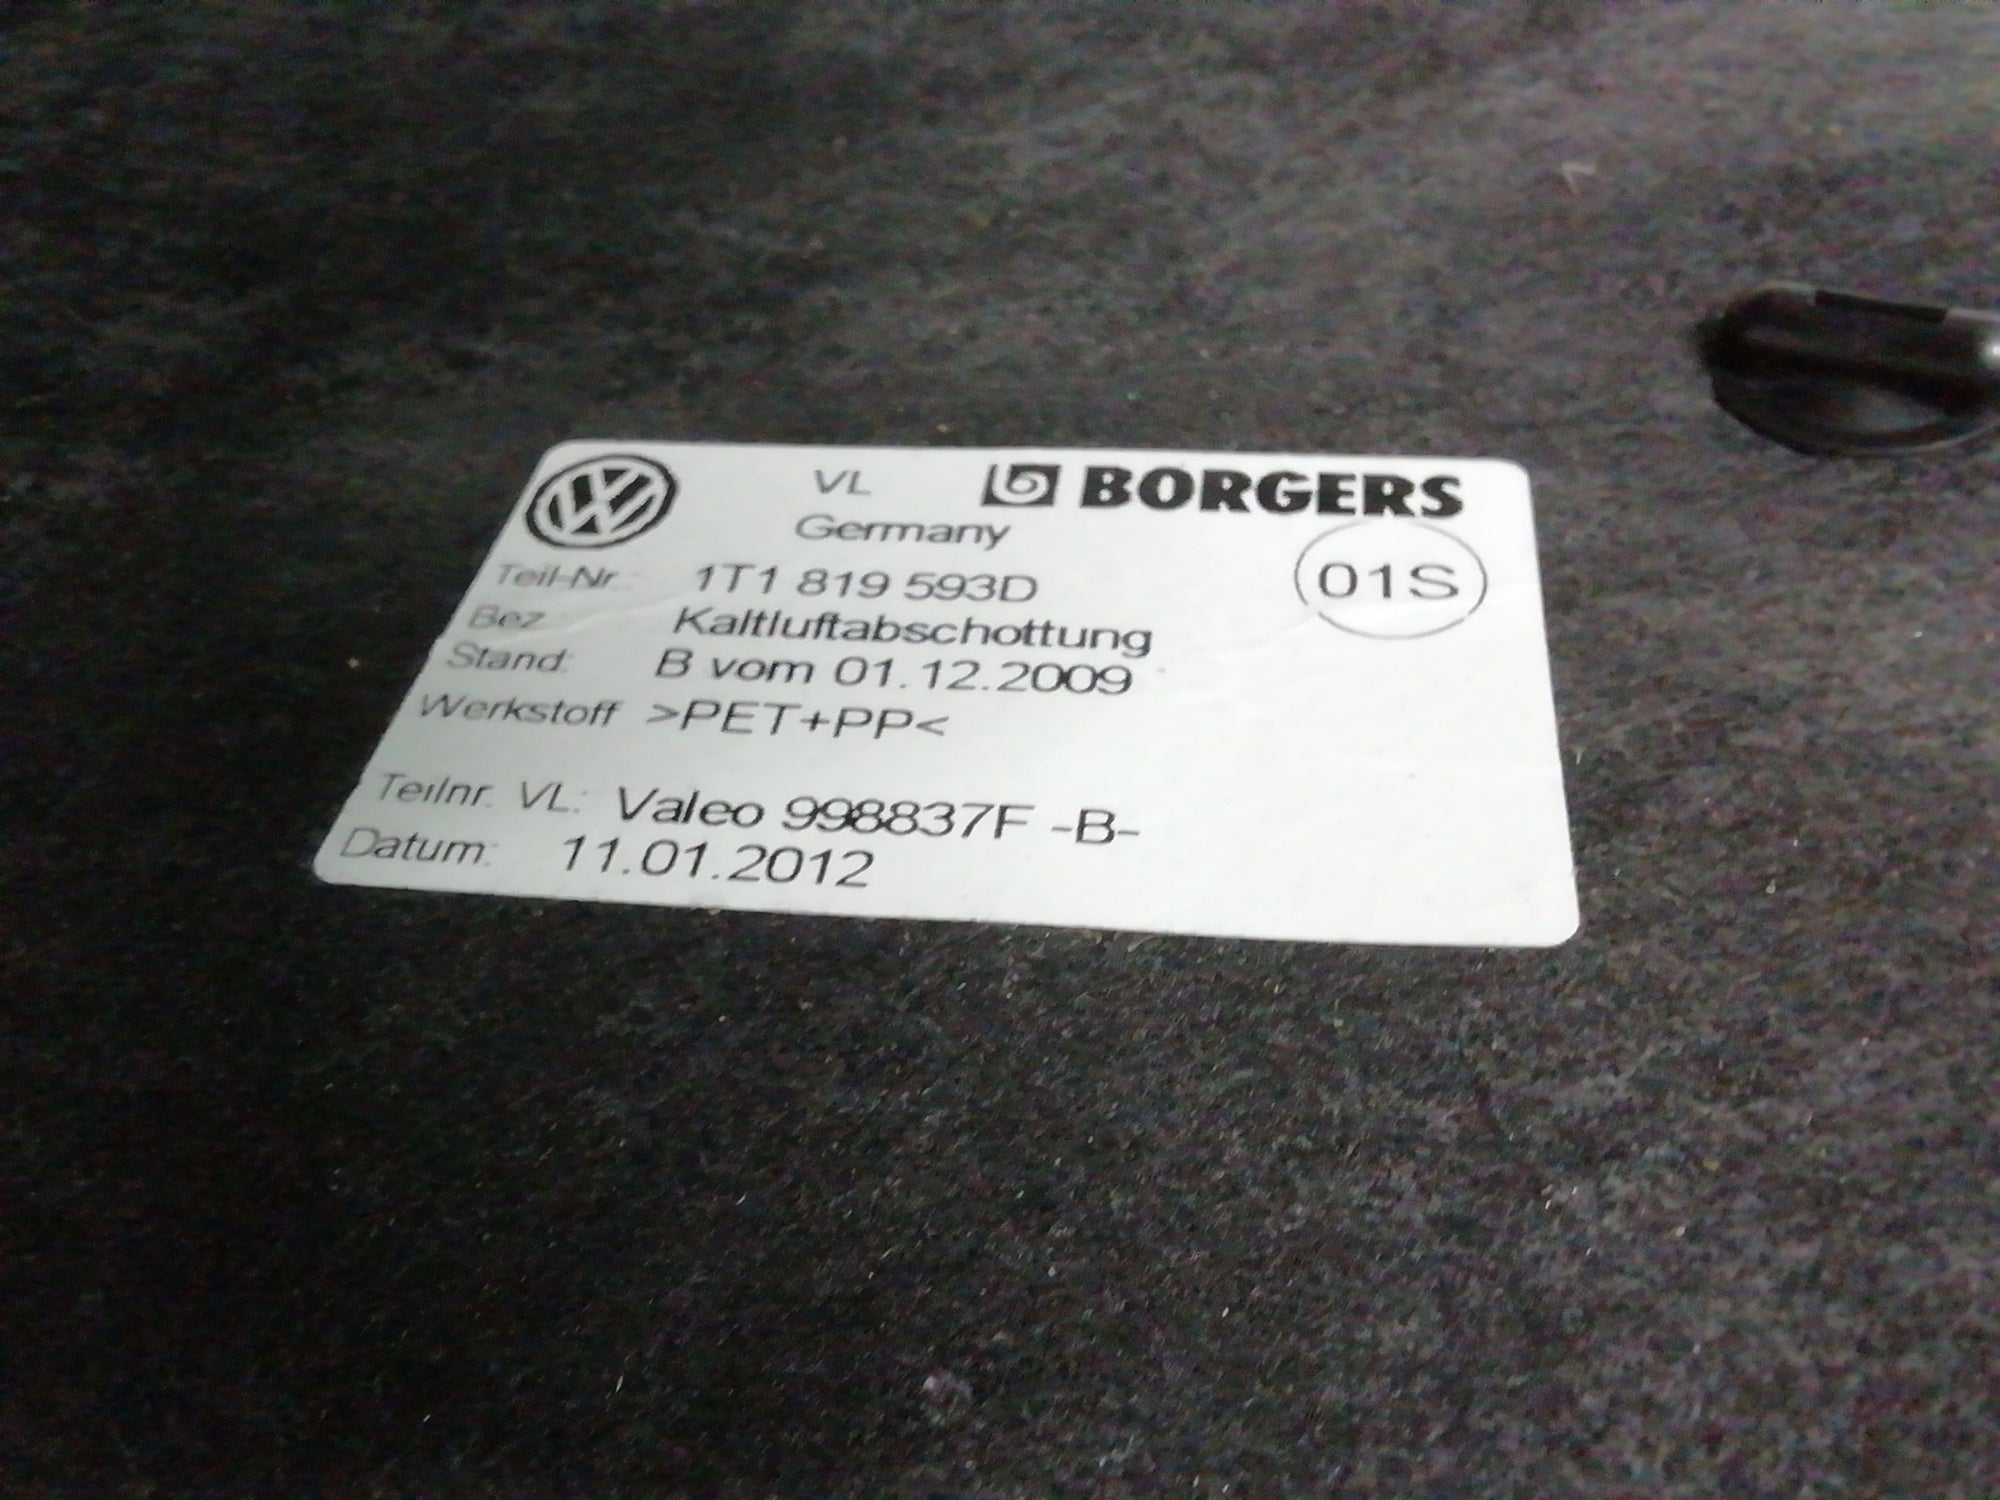 VL BORGERS
Germany
Teil-Nr.: 1T1 819 593D 01S
Bez Kaltluftabschottung
Stand: B vom 01.12.2009
Werkstoff >PET+PP<
Teilnr. VL: Valeo 998837F -B-
Datum: 11.01.2012